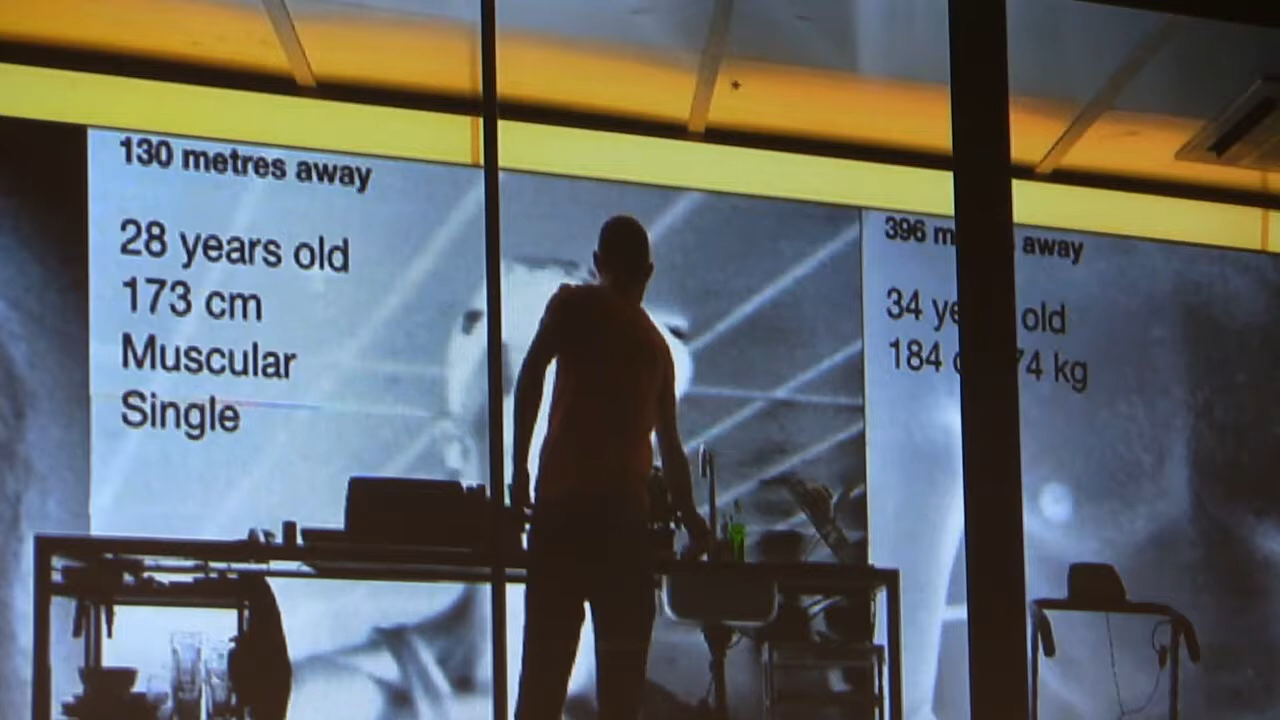 130 metres away
28 years old
173 cm
Muscular
Single
396 m away
34 ye old
184 74 kg